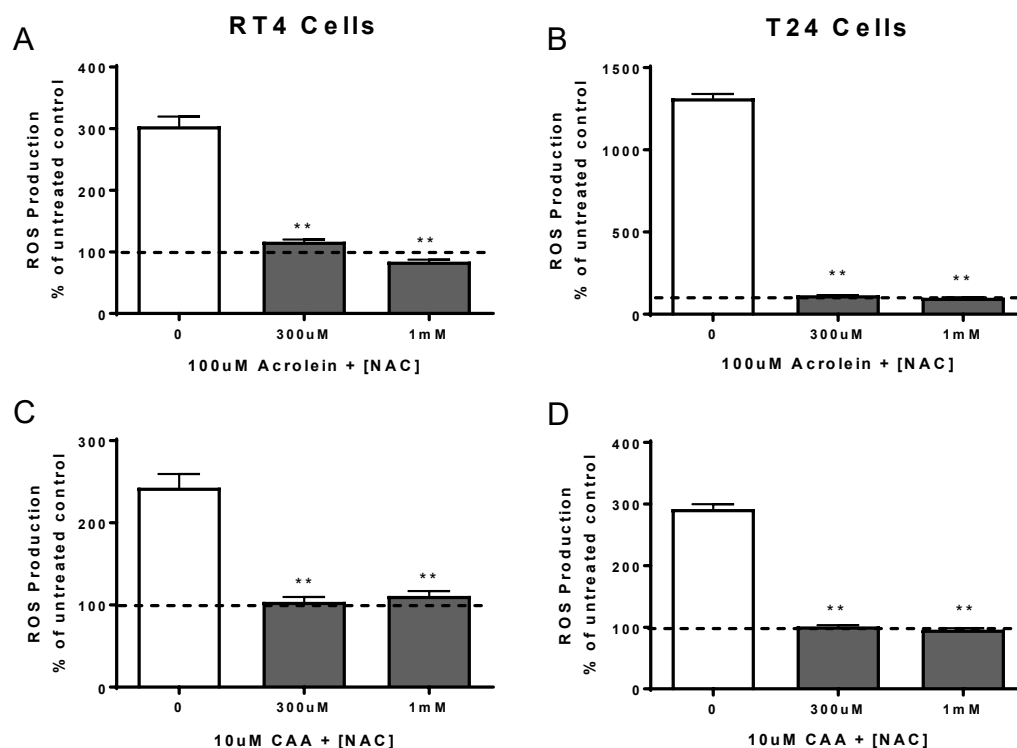 RT4 Cells
T24 Cells
A
400
300
200
100
0
ROS Production
% of untreated control
**
**
0
300uM
1mM
100uM Acrolein + [NAC]
B
1500
1000
500
0
ROS Production
% of untreated control
**
**
0
300uM
1mM
100uM Acrolein + [NAC]
C
300
200
100
0
ROS Production
% of untreated control
**
**
0
300uM
1mM
10uM CAA + [NAC]
D
400
300
200
100
0
ROS Production
% of untreated control
**
**
0
300uM
1mM
10uM CAA + [NAC]